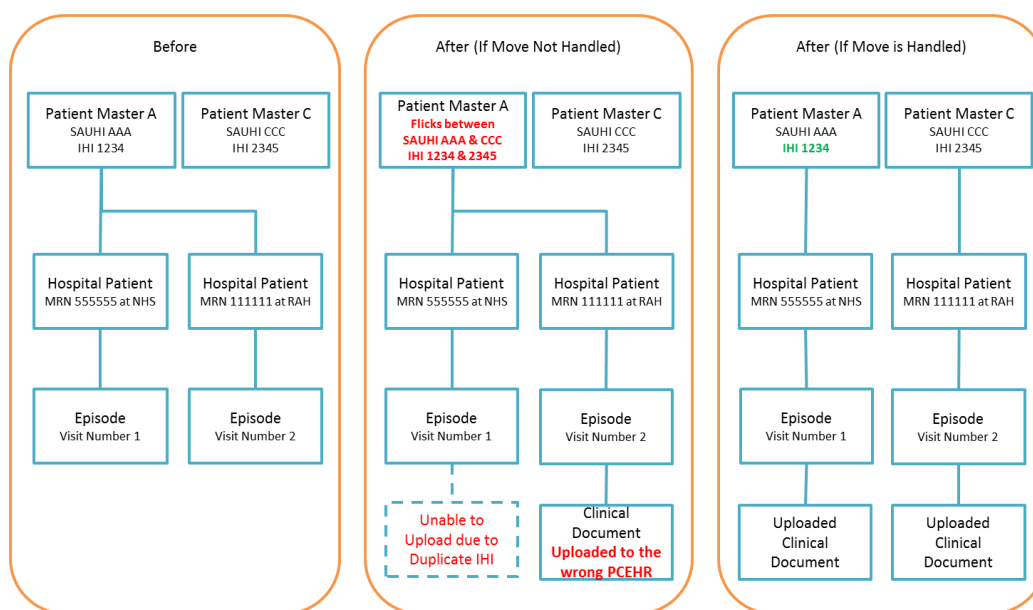 Before
Patient Master A
SAUHI AAA
IHI 1234
Patient Master C
SAUHI CCC
IHI 2345
Hospital Patient
MRN 555555 at NHS
Hospital Patient
MRN 111111 at RAH
Episode
Visit Number 1
Episode
Visit Number 2
After (If Move Not Handled)
Patient Master A
Flicks between
SAUHI AAA & CCC
IHI 1234 & 2345
Patient Master C
SAUHI CCC
IHI 2345
Hospital Patient
MRN 555555 at NHS
Hospital Patient
MRN 111111 at RAH
Episode
Visit Number 1
Episode
Visit Number 2
Unable to
Upload due to
Duplicate IHI
Clinical
Document
Uploaded to the
wrong PCEHR
After (If Move is Handled)
Patient Master A
SAUHI AAA
IHI 1234
Patient Master C
SAUHI CCC
IHI 2345
Hospital Patient
MRN 555555 at NHS
Hospital Patient
MRN 111111 at RAH
Episode
Visit Number 1
Episode
Visit Number 2
Uploaded
Clinical
Document
Uploaded
Clinical
Document